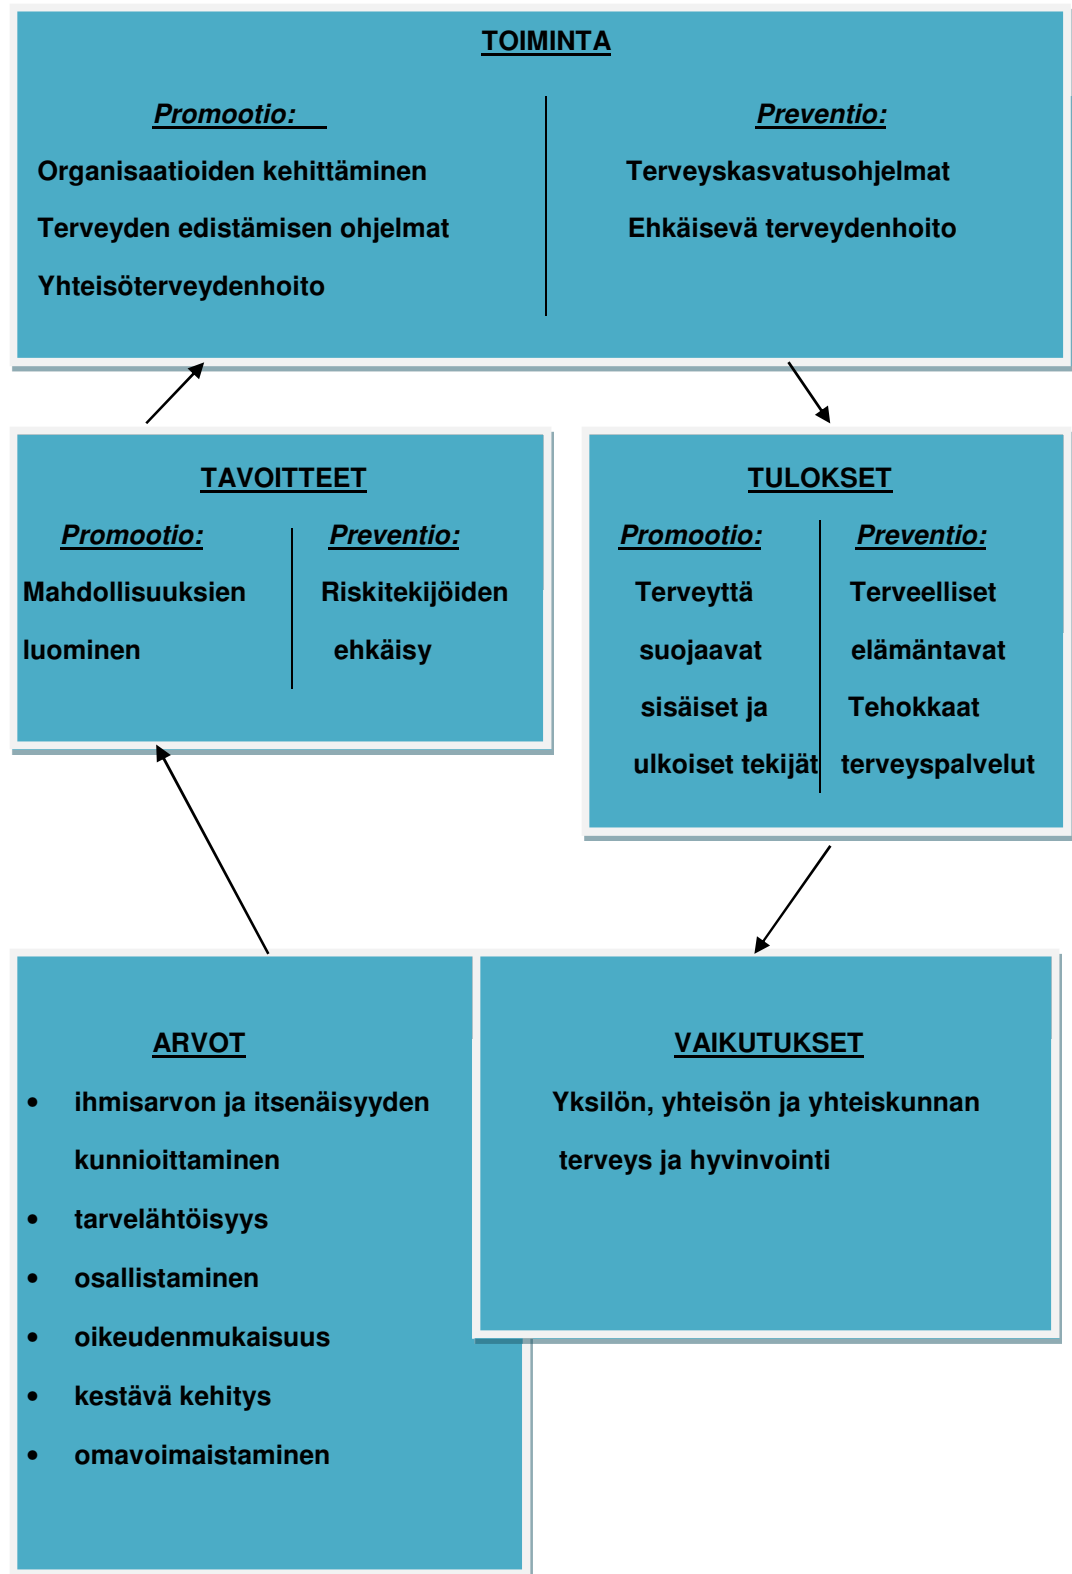 TOIMINTA
Promootio:
Organisaatioiden kehittäminen
Terveyden edistämisen ohjelmat
Yhteisöterveydenhoito
Preventio:
Terveyskasvatusohjelmat
Ehkäisevä terveydenhoito
TAVOITTEET
Promootio:
Mahdollisuuksien
luominen
Preventio:
Riskitekijöiden
ehkäisy
TULOKSET
Promootio:
Terveyttä
suojaavat
sisäiset ja
ulkoiset tekijät
Preventio:
Terveelliset
elämäntavat
Tehokkaat
terveyspalvelut
ARVOT
• ihmisarvon ja itsenäisyyden
kunnioittaminen
• tarvelähtöisyys
• osallistaminen
• oikeudenmukaisuus
• kestävä kehitys
• omavoimaistaminen
VAIKUTUKSET
Yksilön, yhteisön ja yhteiskunnan
terveys ja hyvinvointi